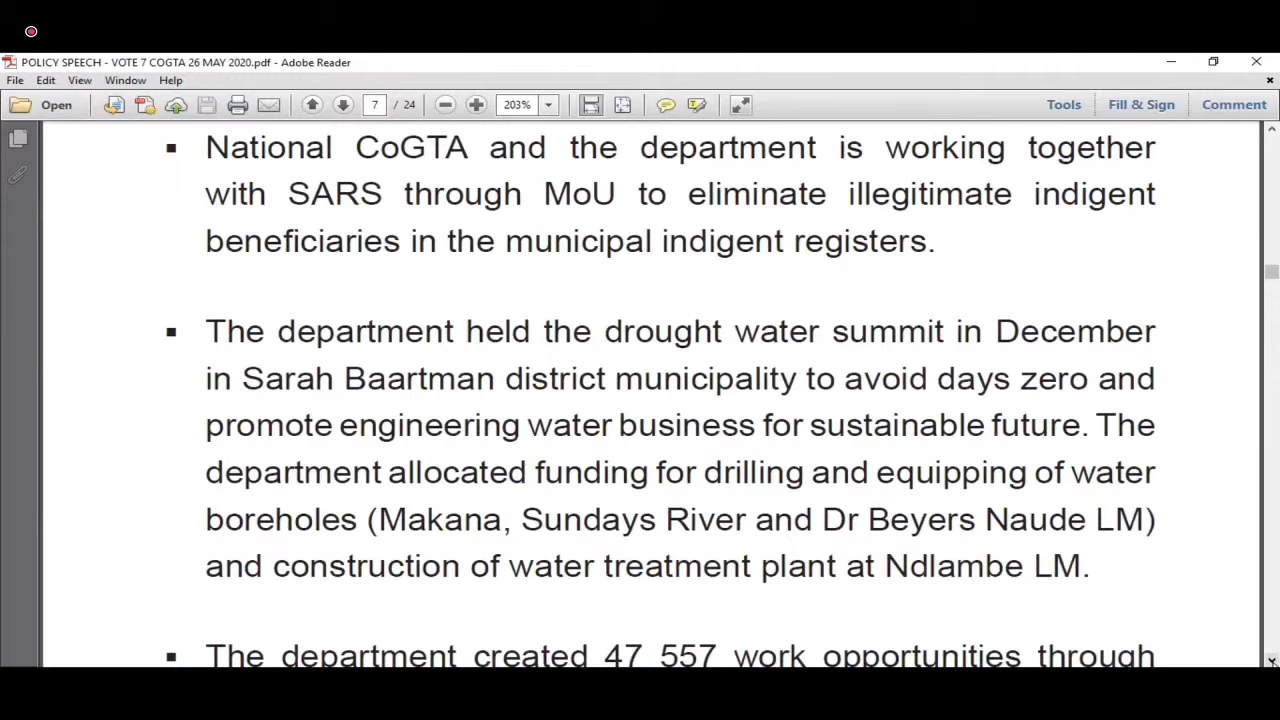 POLICY SPEECH - VOTE 7 COGTA 26 MAY 2020.pdf - Adobe Reader
File Edit View Window Help
Open 7 / 24 203% Tools Fill & Sign Comment
▪ National CoGTA and the department is working together
with SARS through MoU to eliminate illegitimate indigent
beneficiaries in the municipal indigent registers.
▪ The department held the drought water summit in December
in Sarah Baartman district municipality to avoid days zero and
promote engineering water business for sustainable future. The
department allocated funding for drilling and equipping of water
boreholes (Makana, Sundays River and Dr Beyers Naude LM)
and construction of water treatment plant at Ndlambe LM.
▪ The department created 47 557 work opportunities through